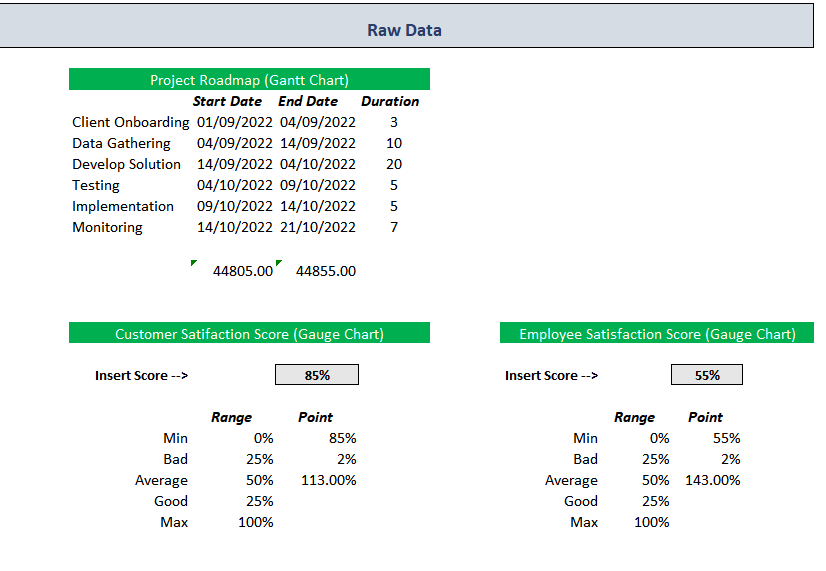 Raw Data
Project Roadmap (Gantt Chart)
Start Date End Date Duration
Client Onboarding 01/09/2022 04/09/2022 3
Data Gathering 04/09/2022 14/09/2022 10
Develop Solution 14/09/2022 04/10/2022 20
Testing 04/10/2022 09/10/2022 5
Implementation 09/10/2022 14/10/2022 5
Monitoring 14/10/2022 21/10/2022 7
44805.00 44855.00
Customer Satifaction Score (Gauge Chart)
Insert Score --> 85%
Range Point
Min 0% 85%
Bad 25% 2%
Average 50% 113.00%
Good 25%
Max 100%
Employee Satisfaction Score (Gauge Chart)
Insert Score --> 55%
Range Point
Min 0% 55%
Bad 25% 2%
Average 50% 143.00%
Good 25%
Max 100%